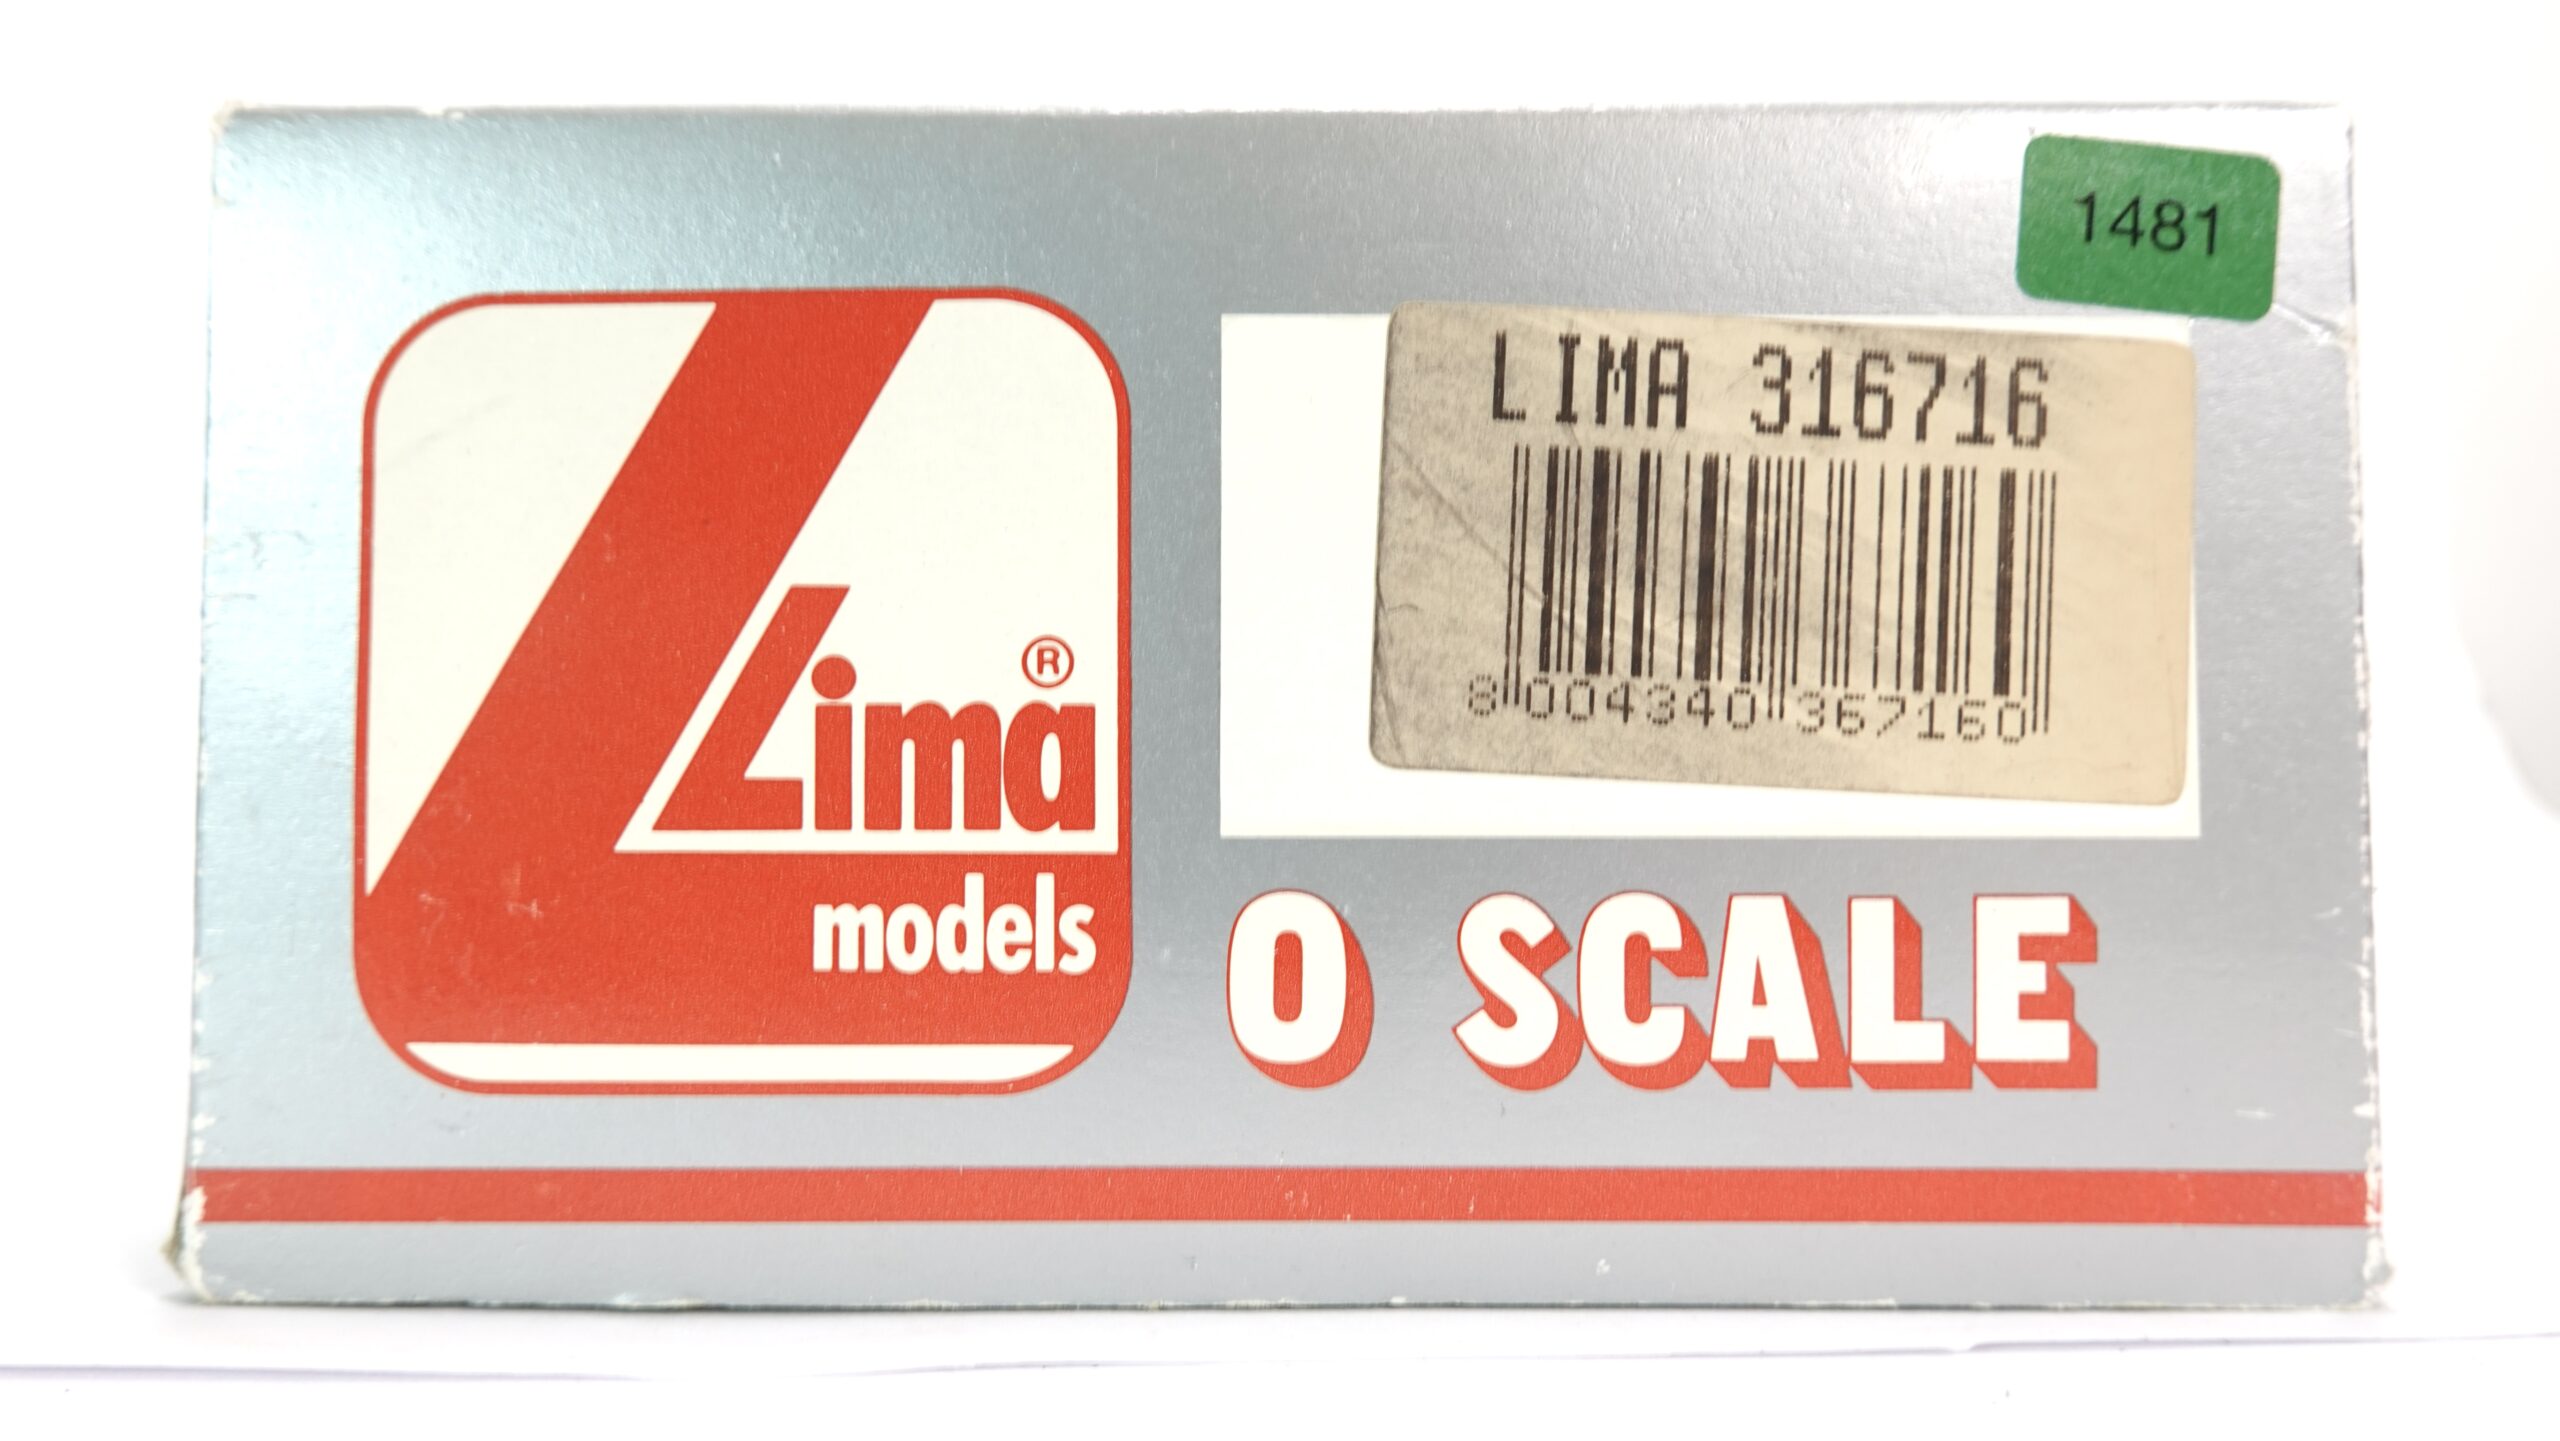 1481
LIMA 316716
8 004340 367160
Lima®
models
O SCALE